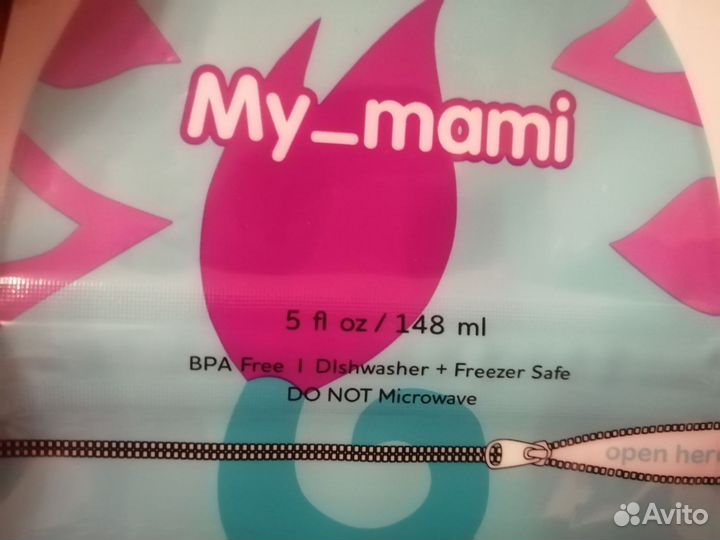 My_mami
5 fl oz / 148 ml
BPA Free | DIshwasher + Freezer Safe
DO NOT Microwave
open here
Avito